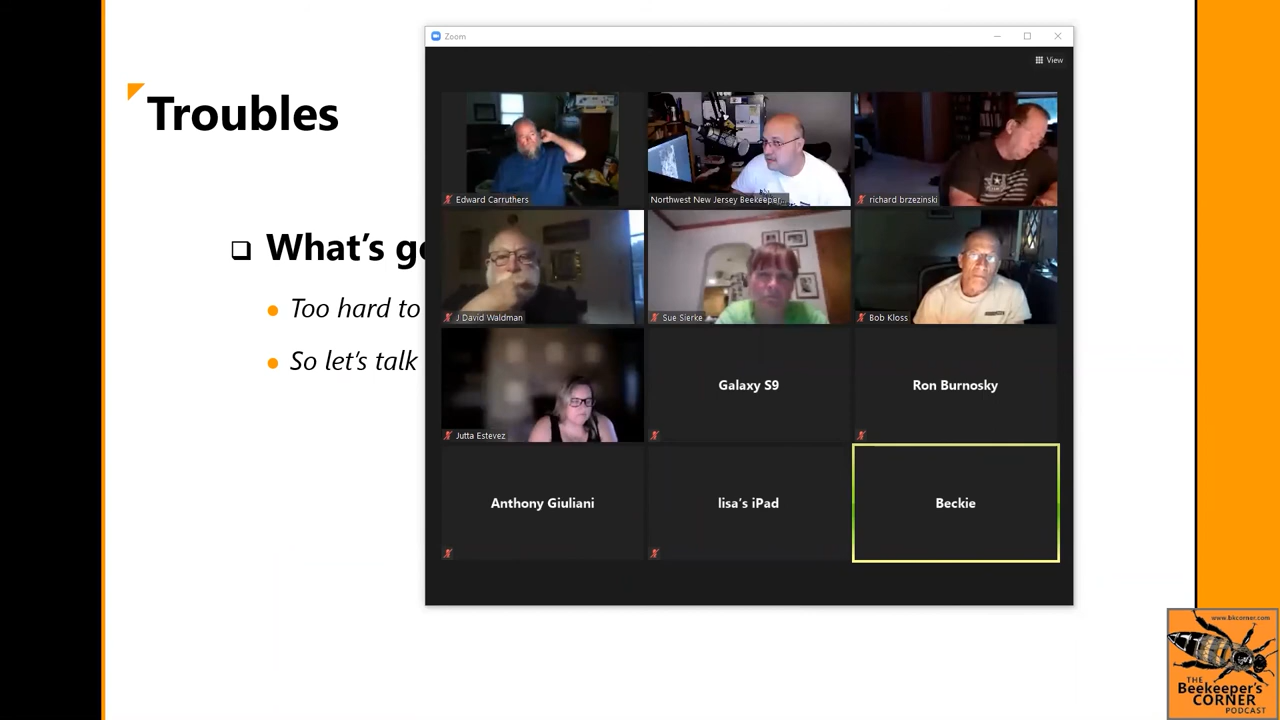 Zoom
View
Troubles
Edward Carruthers
Northwest New Jersey Beekeeper...
richard brzezinski
What's go
Too hard to
So let's talk
J David Waldman
Sue Sierke
Bob Kloss
Jutta Estevez
Galaxy S9
Ron Burnosky
Anthony Giuliani
lisa's iPad
Beckie
www.bkcorner.com
THE
Beekeeper's
CORNER
PODCAST